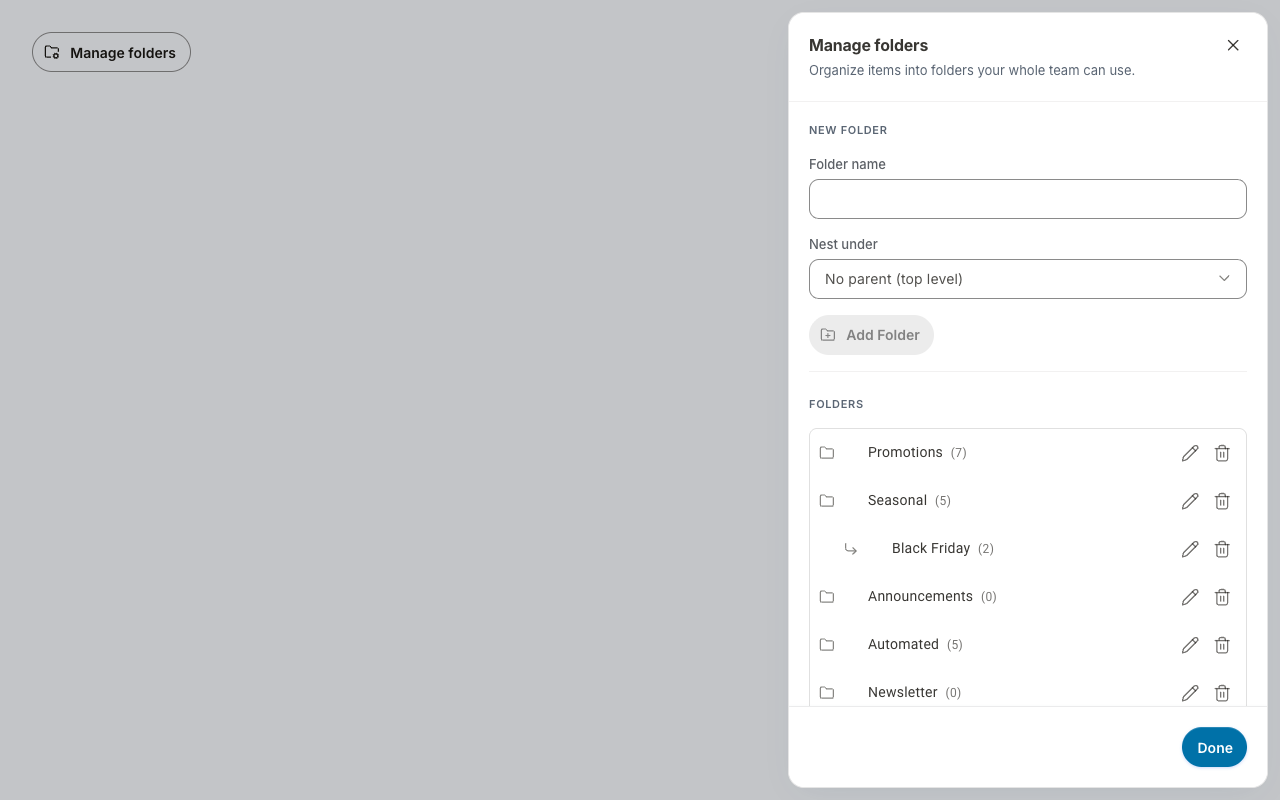 Manage folders
Manage folders
Organize items into folders your whole team can use.
NEW FOLDER
Folder name
Nest under
No parent (top level)
Add Folder
FOLDERS
Promotions (7)
Seasonal (5)
Black Friday (2)
Announcements (0)
Automated (5)
Newsletter (0)
Done